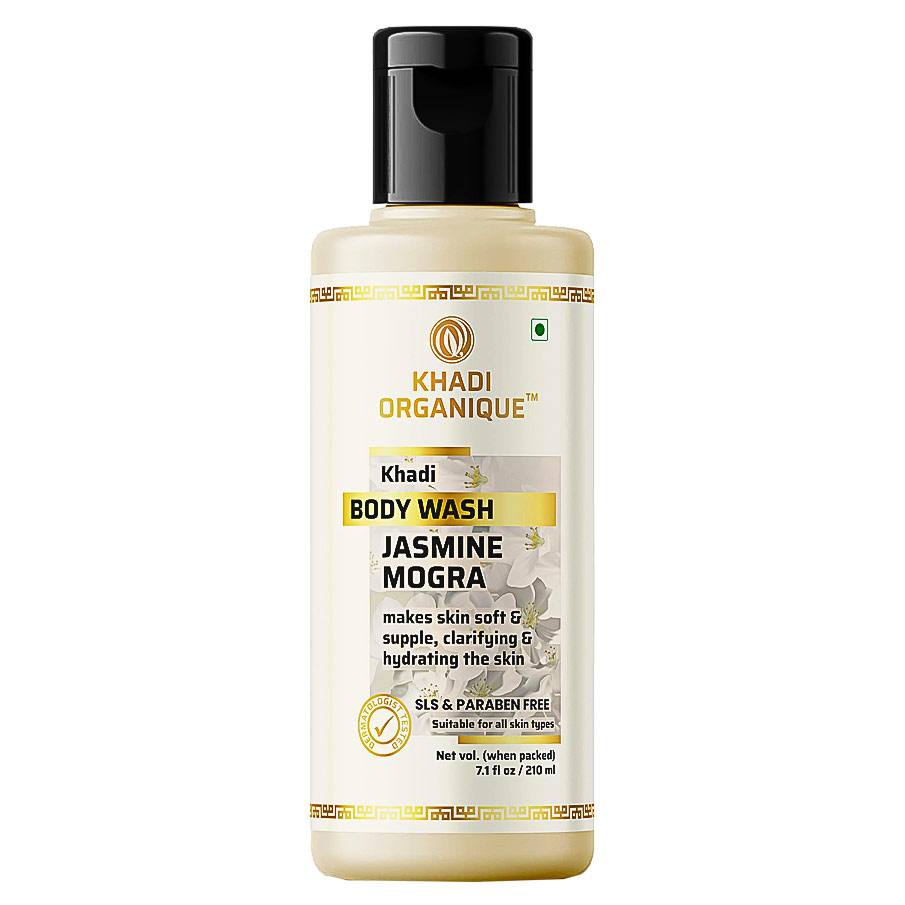 KHADI
ORGANIQUE™
Khadi
BODY WASH
JASMINE
MOGRA
makes skin soft &
supple, clarifying &
hydrating the skin
SLS & PARABEN FREE
Suitable for all skin types
DERMATOLOGIST TESTED
Net vol. (when packed)
7.1 fl oz / 210 ml